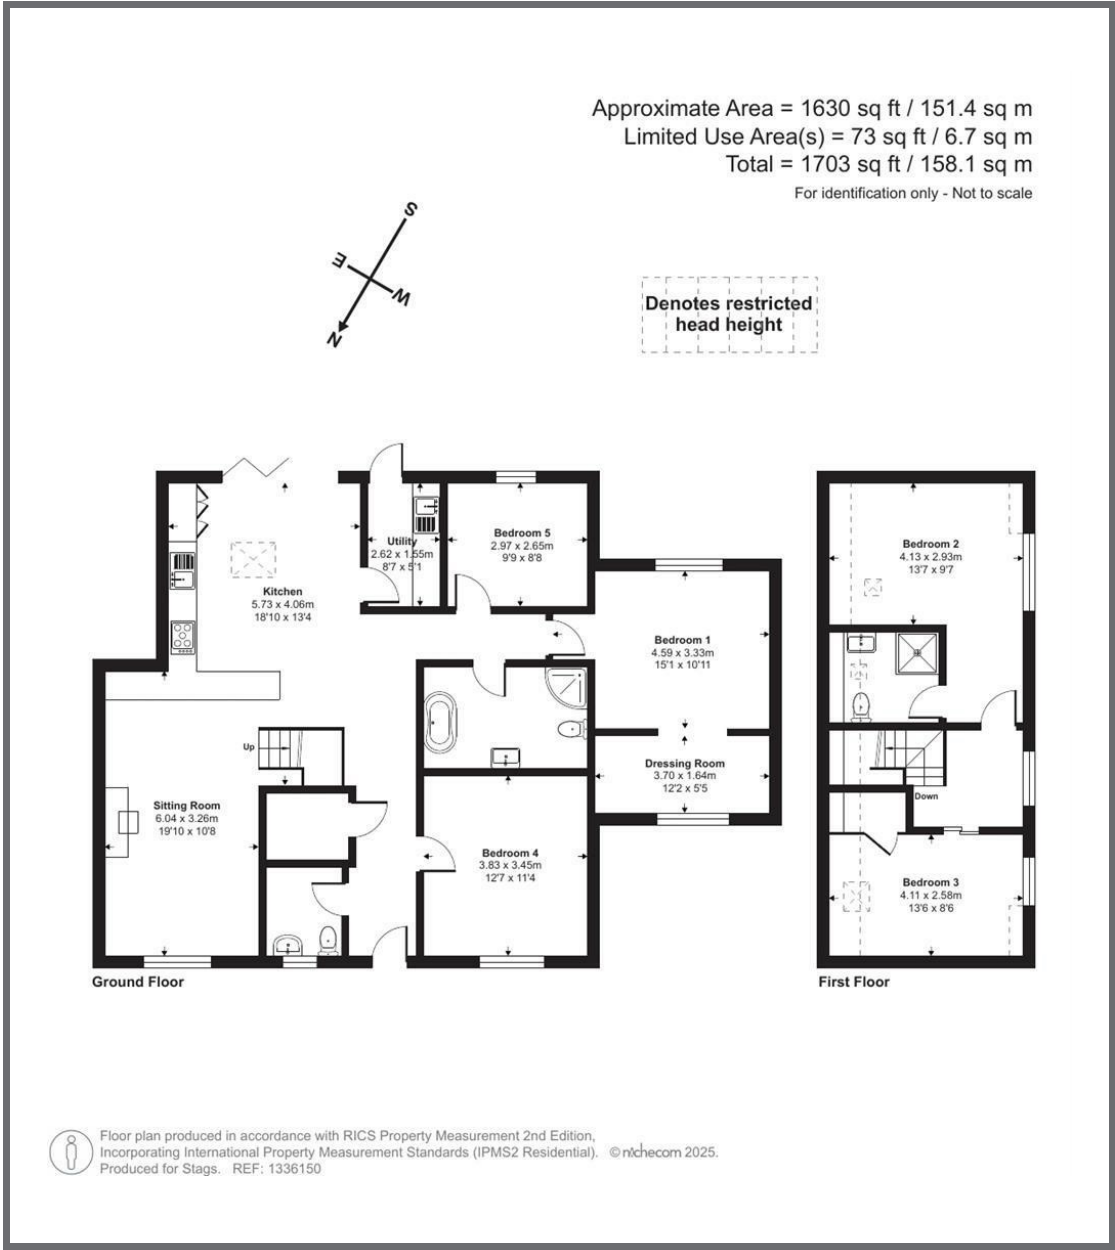 Approximate Area = 1630 sq ft / 151.4 sq m
Limited Use Area(s) = 73 sq ft / 6.7 sq m
Total = 1703 sq ft / 158.1 sq m
For identification only - Not to scale
S
E
W
N
Denotes restricted
head height
Utility
2.62 x 1.55m
8'7 x 5'1
Bedroom 5
2.97 x 2.65m
9'9 x 8'8
Kitchen
5.73 x 4.06m
18'10 x 13'4
Bedroom 1
4.59 x 3.33m
15'1 x 10'11
Up
Dressing Room
3.70 x 1.64m
12'2 x 5'5
Sitting Room
6.04 x 3.26m
19'10 x 10'8
Bedroom 4
3.83 x 3.45m
12'7 x 11'4
Ground Floor
Bedroom 2
4.13 x 2.93m
13'7 x 9'7
Down
Bedroom 3
4.11 x 2.58m
13'6 x 8'6
First Floor
Floor plan produced in accordance with RICS Property Measurement 2nd Edition,
Incorporating International Property Measurement Standards (IPMS2 Residential). © nichecom 2025.
Produced for Stags. REF: 1336150